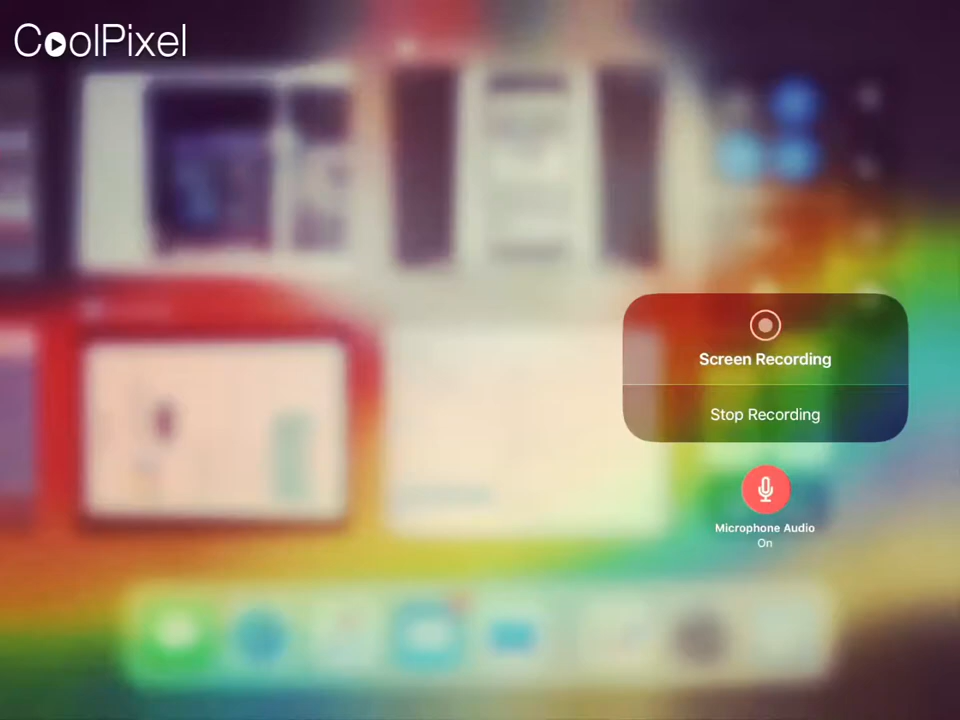 CoolPixel
Screen Recording
Stop Recording
Microphone Audio
On